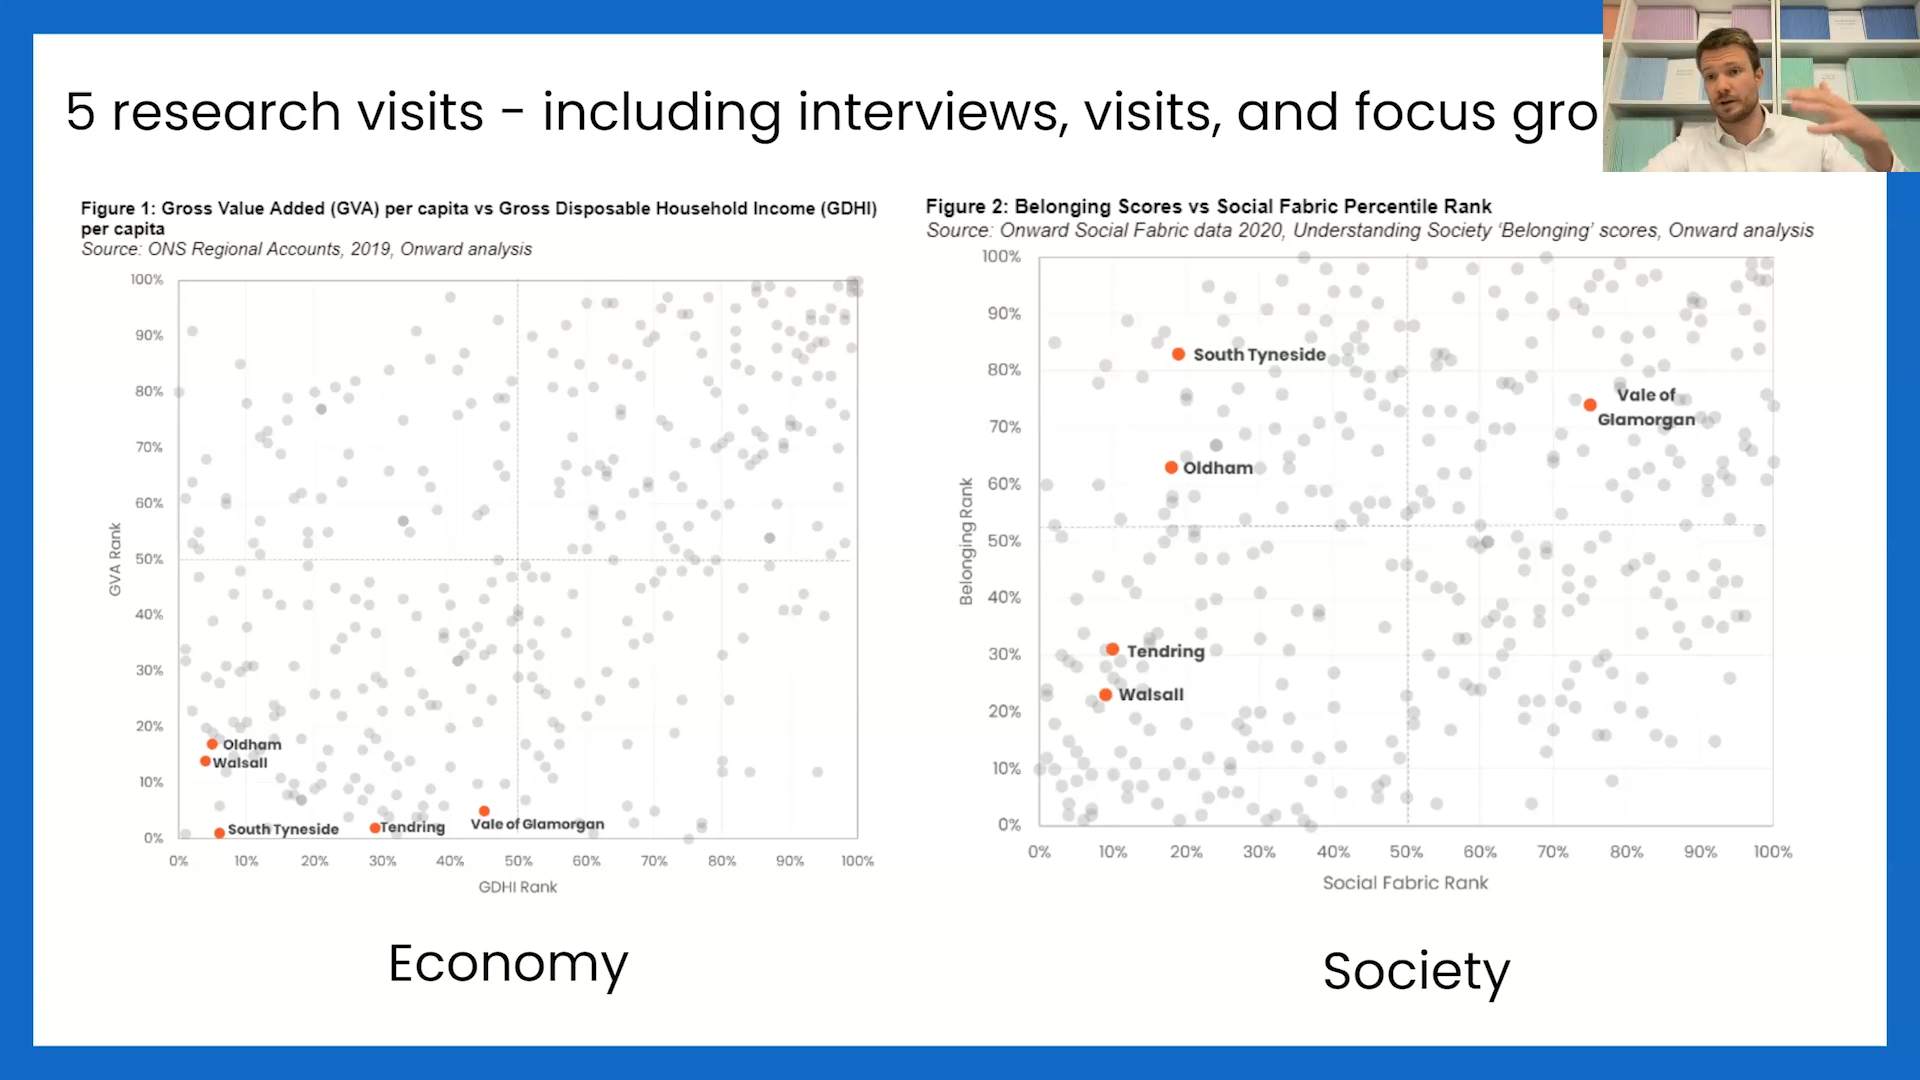 5 research visits - including interviews, visits, and focus gro
Figure 1: Gross Value Added (GVA) per capita vs Gross Disposable Household Income (GDHI)
per capita
Source: ONS Regional Accounts, 2019, Onward analysis
100%
90%
80%
70%
60%
50%
40%
30%
20%
10%
0%
GVA Rank
Oldham
Walsall
South Tyneside
Tendring
Vale of Glamorgan
0% 10% 20% 30% 40% 50% 60% 70% 80% 90% 100%
GDHI Rank
Economy
Figure 2: Belonging Scores vs Social Fabric Percentile Rank
Source: Onward Social Fabric data 2020, Understanding Society ‘Belonging’ scores, Onward analysis
100%
90%
80%
70%
60%
50%
40%
30%
20%
10%
0%
Belonging Rank
South Tyneside
Vale of
Glamorgan
Oldham
Tendring
Walsall
0% 10% 20% 30% 40% 50% 60% 70% 80% 90% 100%
Social Fabric Rank
Society